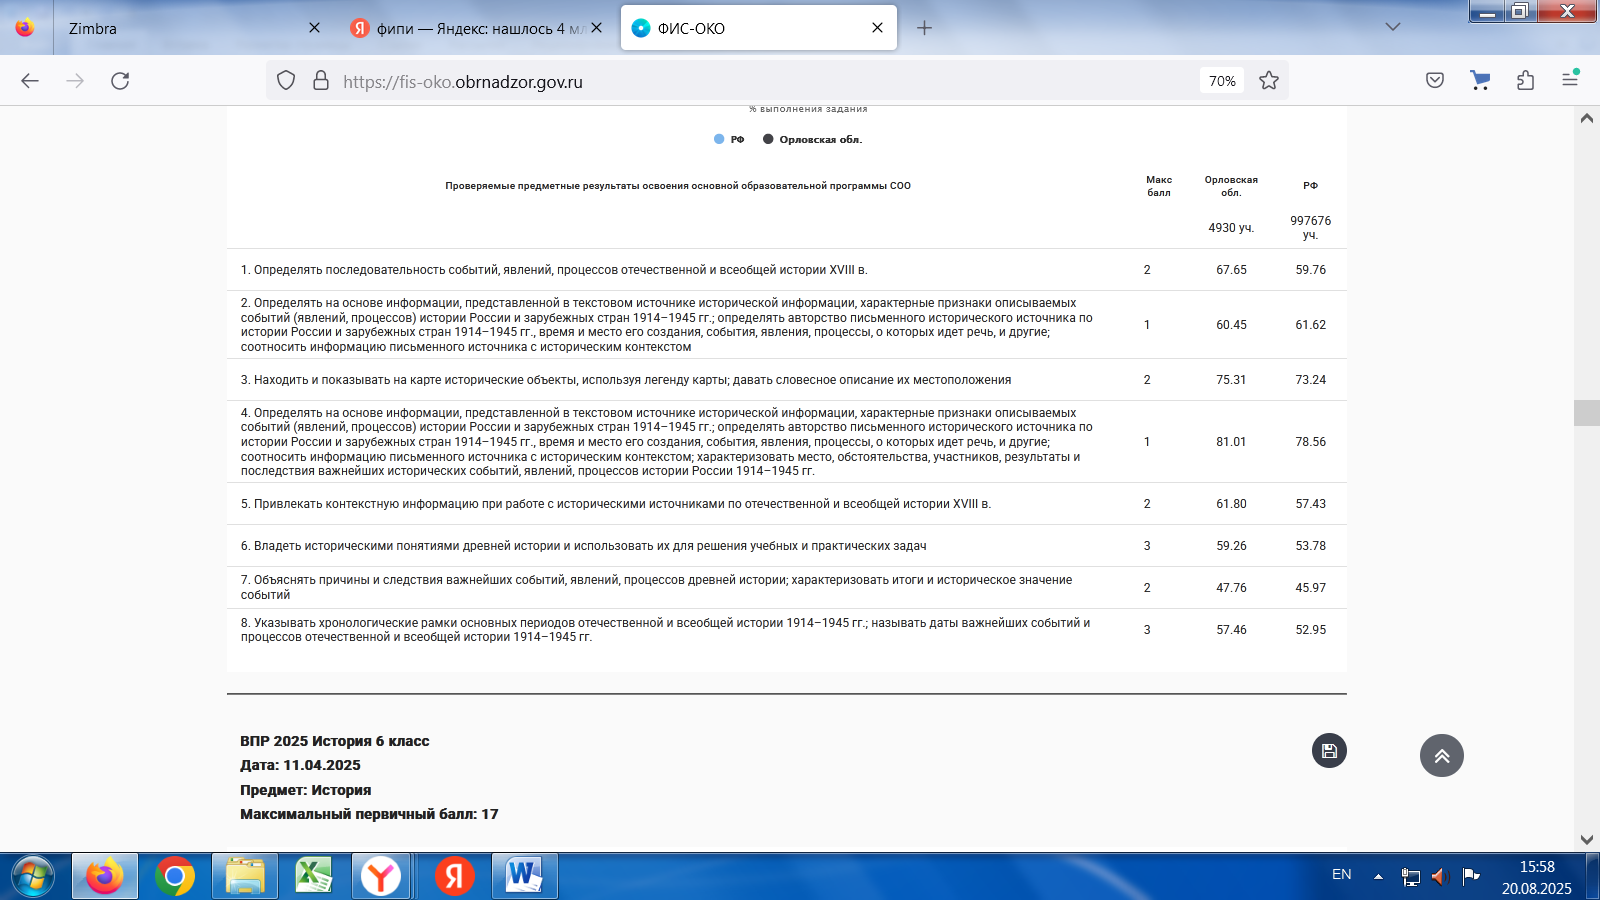 Zimbra
фипи — Яндекс: нашлось 4 мл
ФИС-ОКО
https://fis-oko.obrnadzor.gov.ru
70%
% выполнения задания
РФ
Орловская обл.
Проверяемые предметные результаты освоения основной образовательной программы СОО
Макс балл
Орловская обл.
РФ
4930 уч.
997676 уч.
1. Определять последовательность событий, явлений, процессов отечественной и всеобщей истории XVIII в.
2
67.65
59.76
2. Определять на основе информации, представленной в текстовом источнике исторической информации, характерные признаки описываемых
событий (явлений, процессов) истории России и зарубежных стран 1914–1945 гг.; определять авторство письменного исторического источника по
истории России и зарубежных стран 1914–1945 гг., время и место его создания, события, явления, процессы, о которых идет речь, и другие;
соотносить информацию письменного источника с историческим контекстом
1
60.45
61.62
3. Находить и показывать на карте исторические объекты, используя легенду карты; давать словесное описание их местоположения
2
75.31
73.24
4. Определять на основе информации, представленной в текстовом источнике исторической информации, характерные признаки описываемых
событий (явлений, процессов) истории России и зарубежных стран 1914–1945 гг.; определять авторство письменного исторического источника по
истории России и зарубежных стран 1914–1945 гг., время и место его создания, события, явления, процессы, о которых идет речь, и другие;
соотносить информацию письменного источника с историческим контекстом; характеризовать место, обстоятельства, участников, результаты и
последствия важнейших исторических событий, явлений, процессов истории России 1914–1945 гг.
1
81.01
78.56
5. Привлекать контекстную информацию при работе с историческими источниками по отечественной и всеобщей истории XVIII в.
2
61.80
57.43
6. Владеть историческими понятиями древней истории и использовать их для решения учебных и практических задач
3
59.26
53.78
7. Объяснять причины и следствия важнейших событий, явлений, процессов древней истории; характеризовать итоги и историческое значение
событий
2
47.76
45.97
8. Указывать хронологические рамки основных периодов отечественной и всеобщей истории 1914–1945 гг.; называть даты важнейших событий и
процессов отечественной и всеобщей истории 1914–1945 гг.
3
57.46
52.95
ВПР 2025 История 6 класс
Дата: 11.04.2025
Предмет: История
Максимальный первичный балл: 17
EN
15:58
20.08.2025